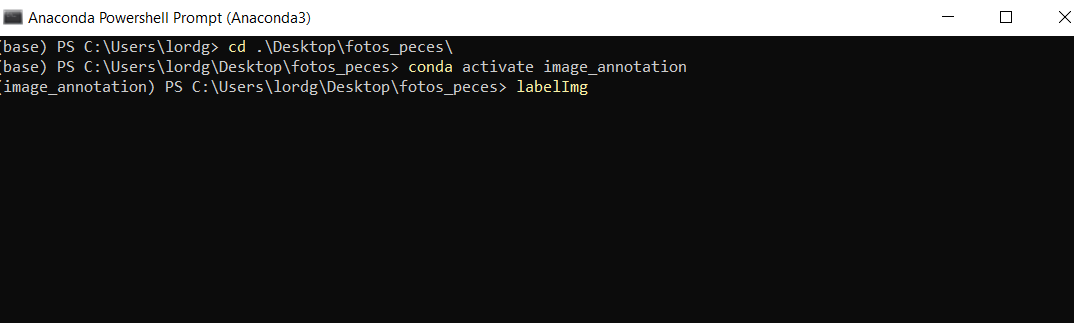 Anaconda Powershell Prompt (Anaconda3)
(base) PS C:\Users\lordg> cd .\Desktop\fotos_peces\
(base) PS C:\Users\lordg\Desktop\fotos_peces> conda activate image_annotation
(image_annotation) PS C:\Users\lordg\Desktop\fotos_peces> labelImg